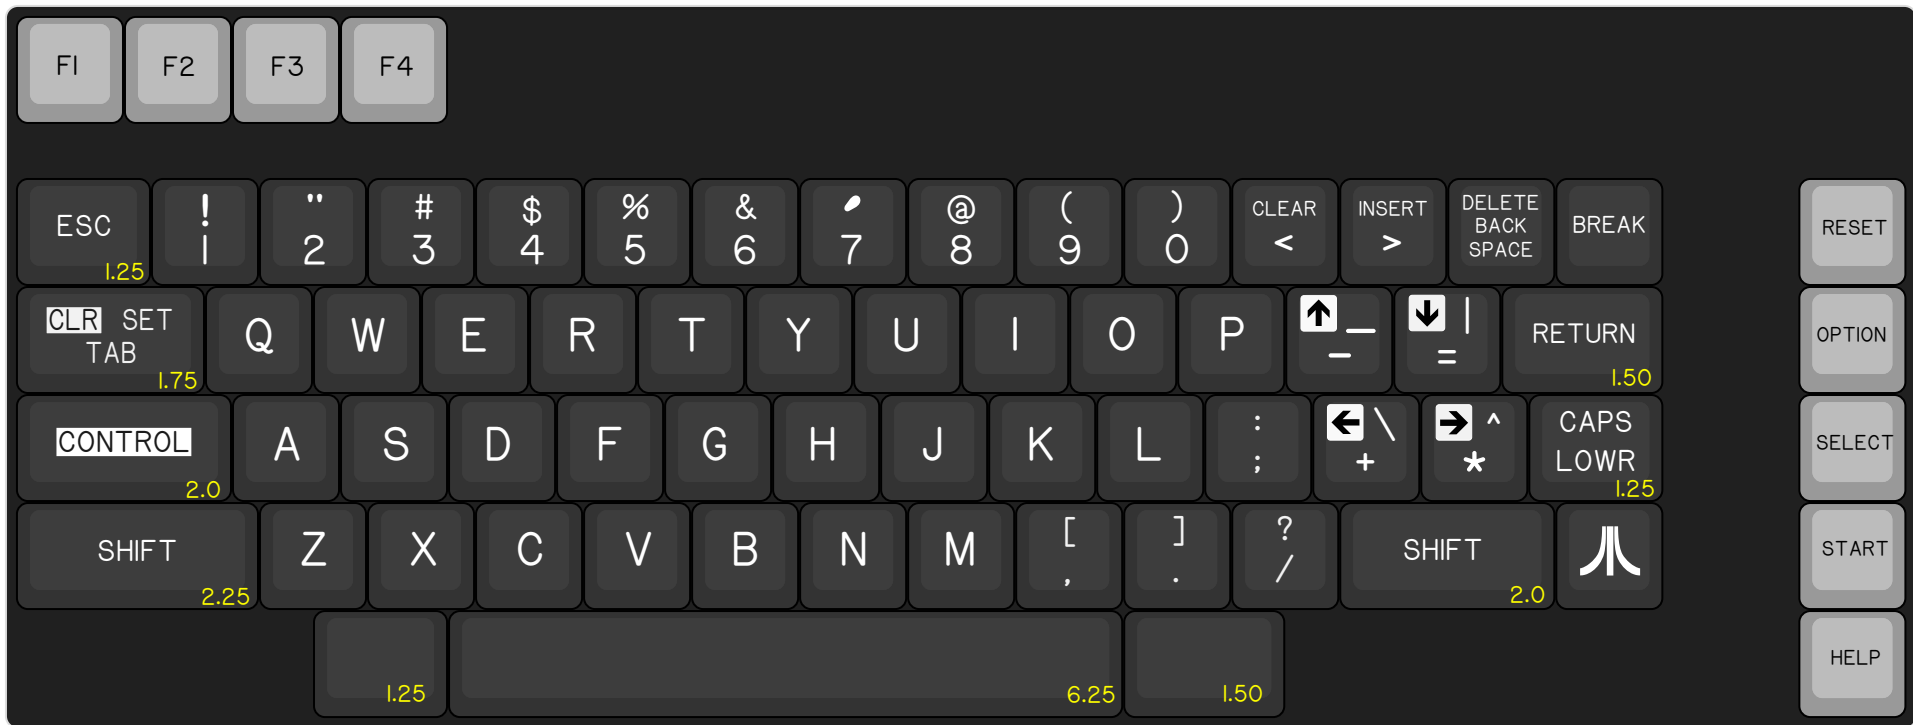 F1 F2 F3 F4
! " # $ % & ' @ ( ) CLEAR INSERT DELETE
ESC 1 2 3 4 5 6 7 8 9 0 < > BACK BREAK RESET
SPACE
1.25
CLR SET ↑ _ ↓ |
TAB Q W E R T Y U I O P - = RETURN OPTION
1.75 1.50
← \ → ^ CAPS
CONTROL A S D F G H J K L : ; + * LOWR SELECT
2.0 1.25
[ ] ?
SHIFT Z X C V B N M , . / SHIFT START
2.25 2.0
HELP
1.25 6.25 1.50